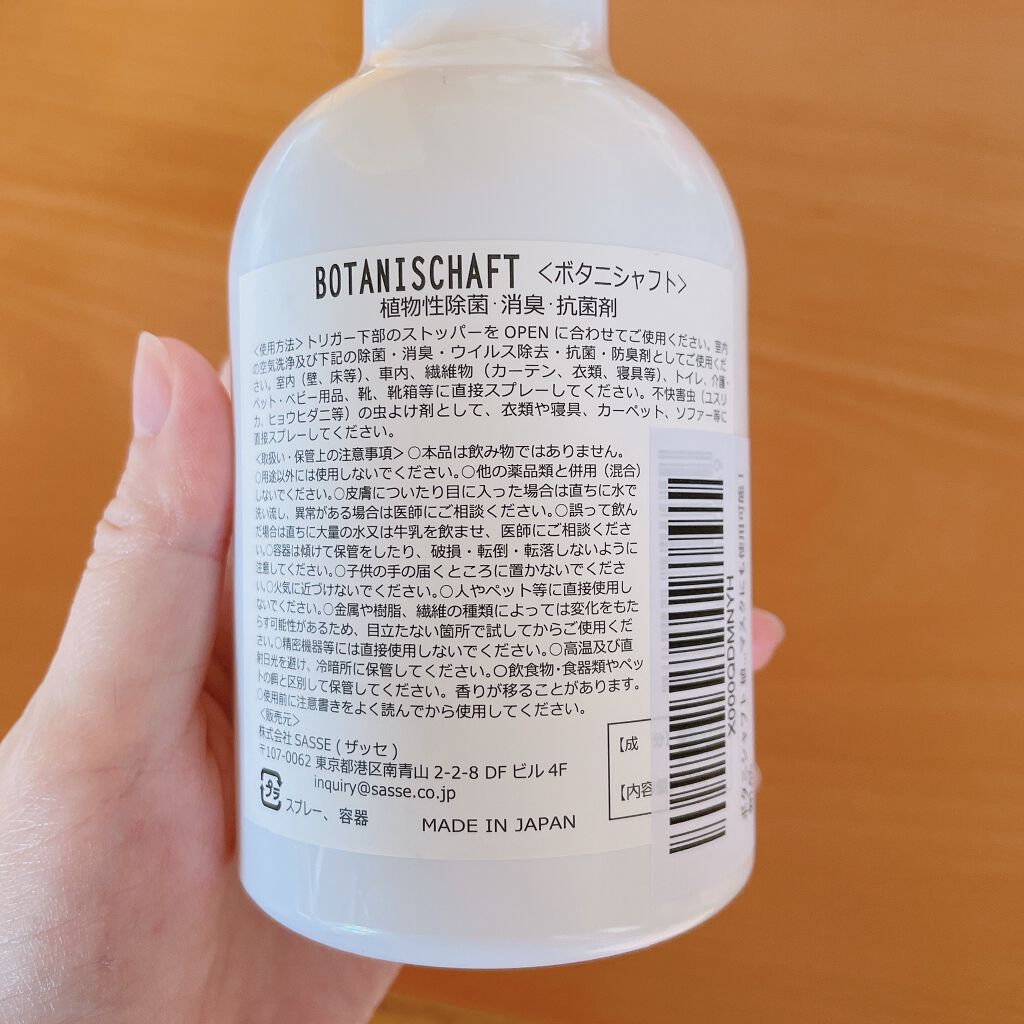 BOTANISCHAFT <ボタニシャフト>
植物性除菌・消臭・抗菌剤
<使用方法>トリガー下部のストッパーを OPEN に合わせてご使用ください。室内
の空気洗浄及び下記の除菌・消臭・ウイルス除去・抗菌・防臭剤としてご使用くだ
さい。室内（壁、床等)、車内、繊維物（カーテン、衣類、寝具等)、トイレ、介護・
ペット・ベビー用品、靴、靴箱等に直接スプレーしてください。不快害虫（ユスリ
カ、ヒョウヒダニ等）の虫よけ剤として、衣類や寝具、カーペット、ソファー等に
直接スプレーしてください。
<取扱い・保管上の注意事項>○本品は飲み物ではありません。
○用途以外には使用しないでください。○他の薬品類と併用（混合）
しないでください。○皮膚についたり目に入った場合は直ちに水で
洗い流し、異常がある場合は医師にご相談ください。○誤って飲ん
だ場合は直ちに大量の水又は牛乳を飲ませ、医師にご相談くださ
い。○容器は傾けて保管をしたり、破損・転倒・転落しないように
注意してください。○子供の手の届くところに置かないでくださ
い。○火気に近づけないでください。○人やペット等に直接使用し
ないでください。○金属や樹脂、繊維の種類によっては変化をもた
らす可能性があるため、目立たない箇所で試してからご使用くだ
さい。○精密機器等には直接使用しないでください。○高温及び直
射日光を避け、冷暗所に保管してください。○飲食物・食器類やペッ
トの餌と区別して保管してください。香りが移ることがあります。
○使用前に注意書きをよく読んでから使用してください。
<販売元>
株式会社 SASSE ( ザッセ )
〒107-0062 東京都港区南青山 2-2-8 DF ビル 4F
inquiry@sasse.co.jp
プラ スプレー、容器
MADE IN JAPAN
【成分
【内容
X000QDMNYH